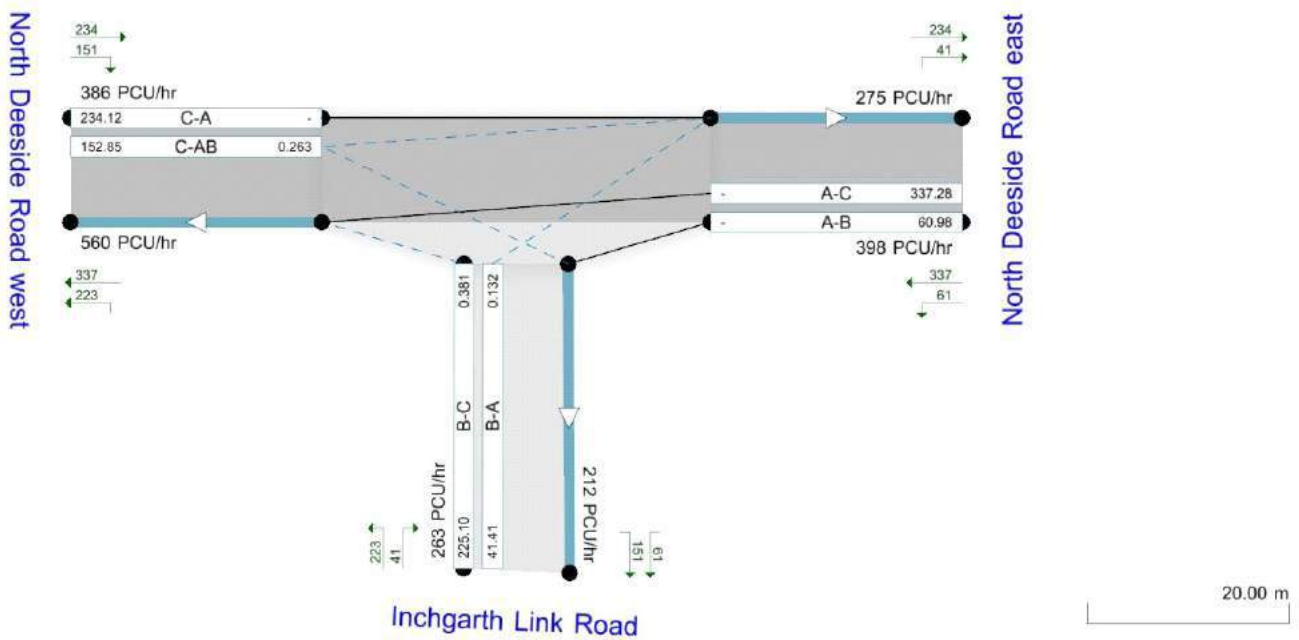 North Deeside Road west
234
151
386 PCU/hr
234.12 C-A -
152.85 C-AB 0.263
560 PCU/hr
337
223
234
41
275 PCU/hr
- A-C 337.28
- A-B 60.98
398 PCU/hr
337
61
North Deeside Road east
0.381
B-C
225.10
0.132
B-A
41.41
263 PCU/hr
223
41
212 PCU/hr
151
61
Inchgarth Link Road
20.00 m